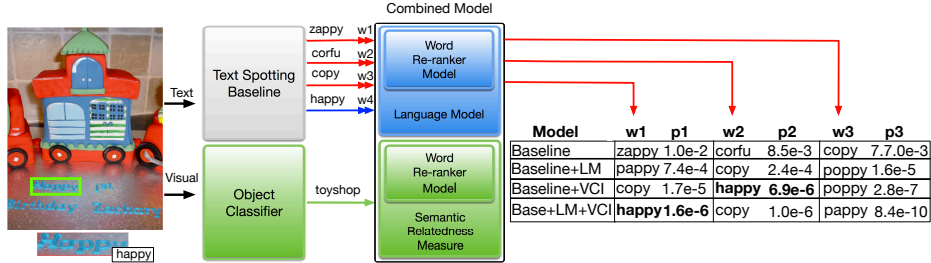 Combined Model
zappy w1
corfu w2
copy w3
happy w4
Text
Text Spotting
Baseline
Word
Re-ranker
Model
Language Model
Visual
Object
Classifier
toyshop
Word
Re-ranker
Model
Semantic
Relatedness
Measure
Happy
Birthday Zachary
Happy
happy
Model w1 p1 w2 p2 w3 p3
Baseline zappy 1.0e-2 corfu 8.5e-3 copy 7.7.0e-3
Baseline+LM pappy 7.4e-4 copy 2.4e-4 poppy 1.6e-5
Baseline+VCI copy 1.7e-5 happy 6.9e-6 poppy 2.8e-7
Base+LM+VCI happy 1.6e-6 copy 1.0e-6 pappy 8.4e-10